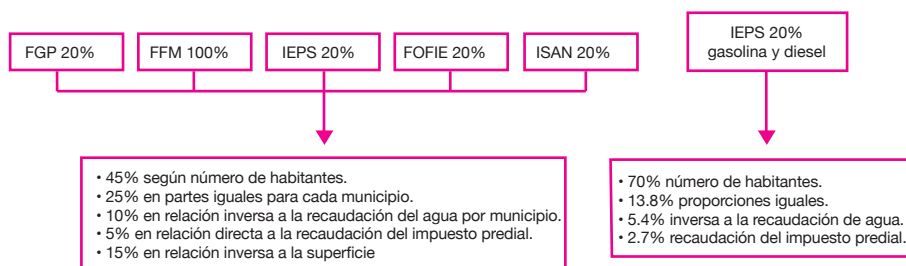 FGP 20%
FFM 100%
IEPS 20%
FOFIE 20%
ISAN 20%
IEPS 20%
gasolina y diesel
• 45% según número de habitantes.
• 25% en partes iguales para cada municipio.
• 10% en relación inversa a la recaudación del agua por municipio.
• 5% en relación directa a la recaudación del impuesto predial.
• 15% en relación inversa a la superficie
• 70% número de habitantes.
• 13.8% proporciones iguales.
• 5.4% inversa a la recaudación de agua.
• 2.7% recaudación del impuesto predial.